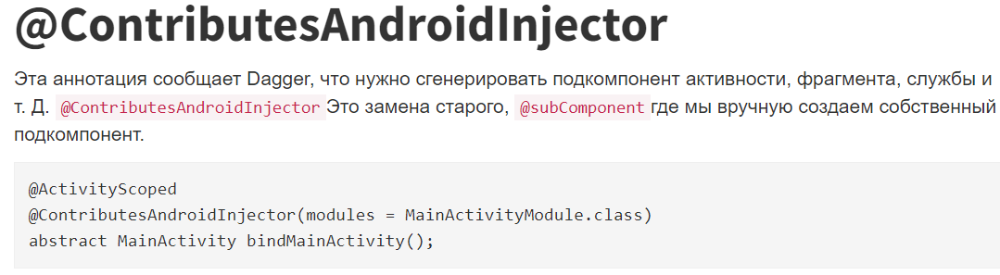 @ContributesAndroidInjector
Эта аннотация сообщает Dagger, что нужно сгенерировать подкомпонент активности, фрагмента, службы и
т. Д. @ContributesAndroidInjector Это замена старого, @subComponent где мы вручную создаем собственный
подкомпонент.
@ActivityScoped
@ContributesAndroidInjector(modules = MainActivityModule.class)
abstract MainActivity bindMainActivity();